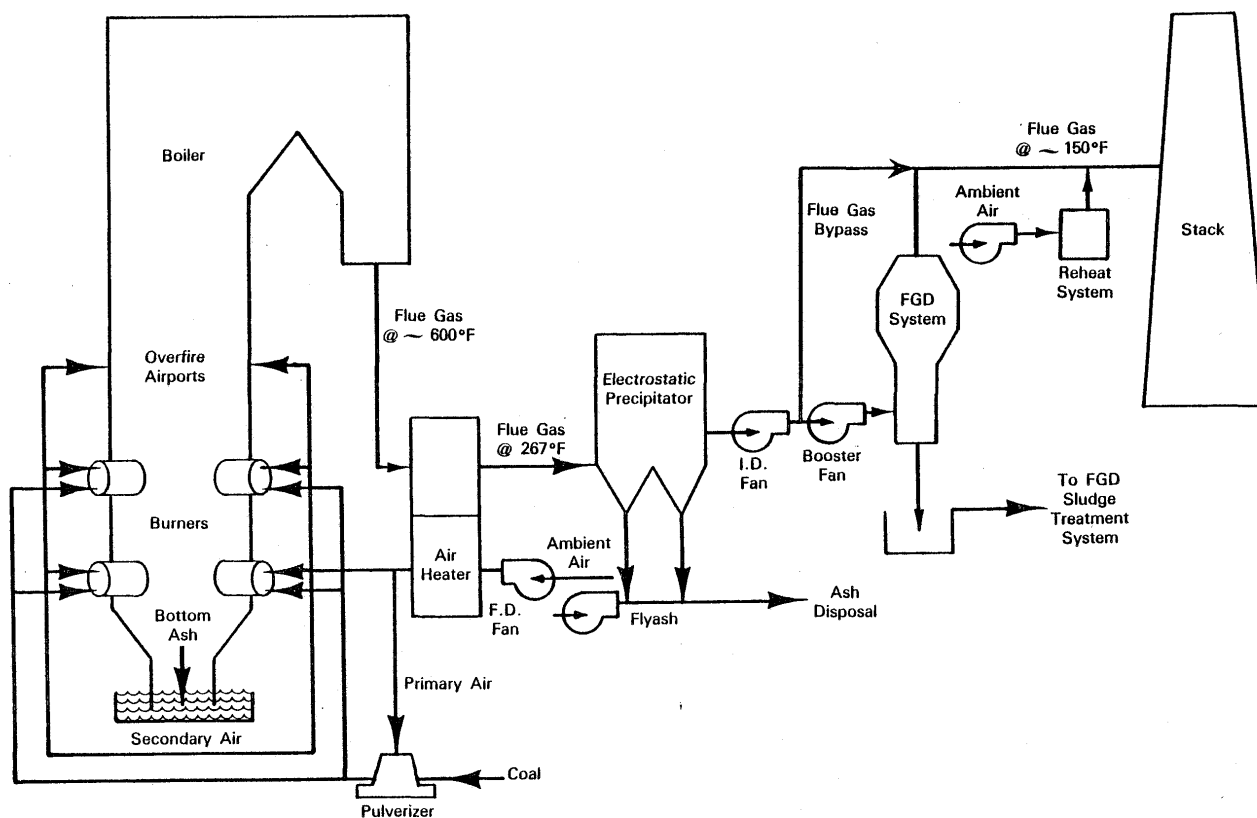 Boiler
Flue Gas
@ ~ 600°F
Overfire
Airports
Burners
Bottom
Ash
Secondary Air
Primary Air
Pulverizer
Coal
Air
Heater
Flue Gas
@ 267°F
F.D.
Fan
Ambient
Air
Electrostatic
Precipitator
Flyash
Ash
Disposal
I.D.
Fan
Booster
Fan
Flue Gas
Bypass
FGD
System
To FGD
Sludge
Treatment
System
Ambient
Air
Reheat
System
Flue Gas
@ ~ 150°F
Stack